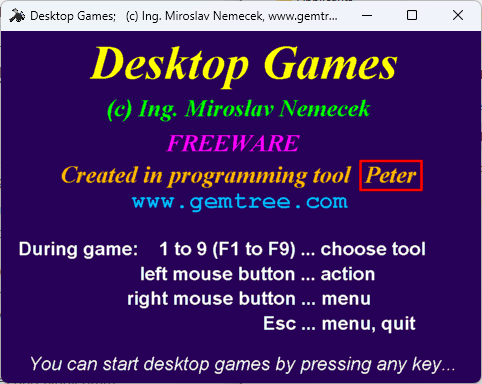 Desktop Games;   (c) Ing. Miroslav Nemecek, www.gemtr...
Desktop Games
(c) Ing. Miroslav Nemecek
FREEWARE
Created in programming tool Peter
www.gemtree.com
During game:   1 to 9 (F1 to F9) ... choose tool
left mouse button ... action
right mouse button ... menu
Esc ... menu, quit
You can start desktop games by pressing any key...